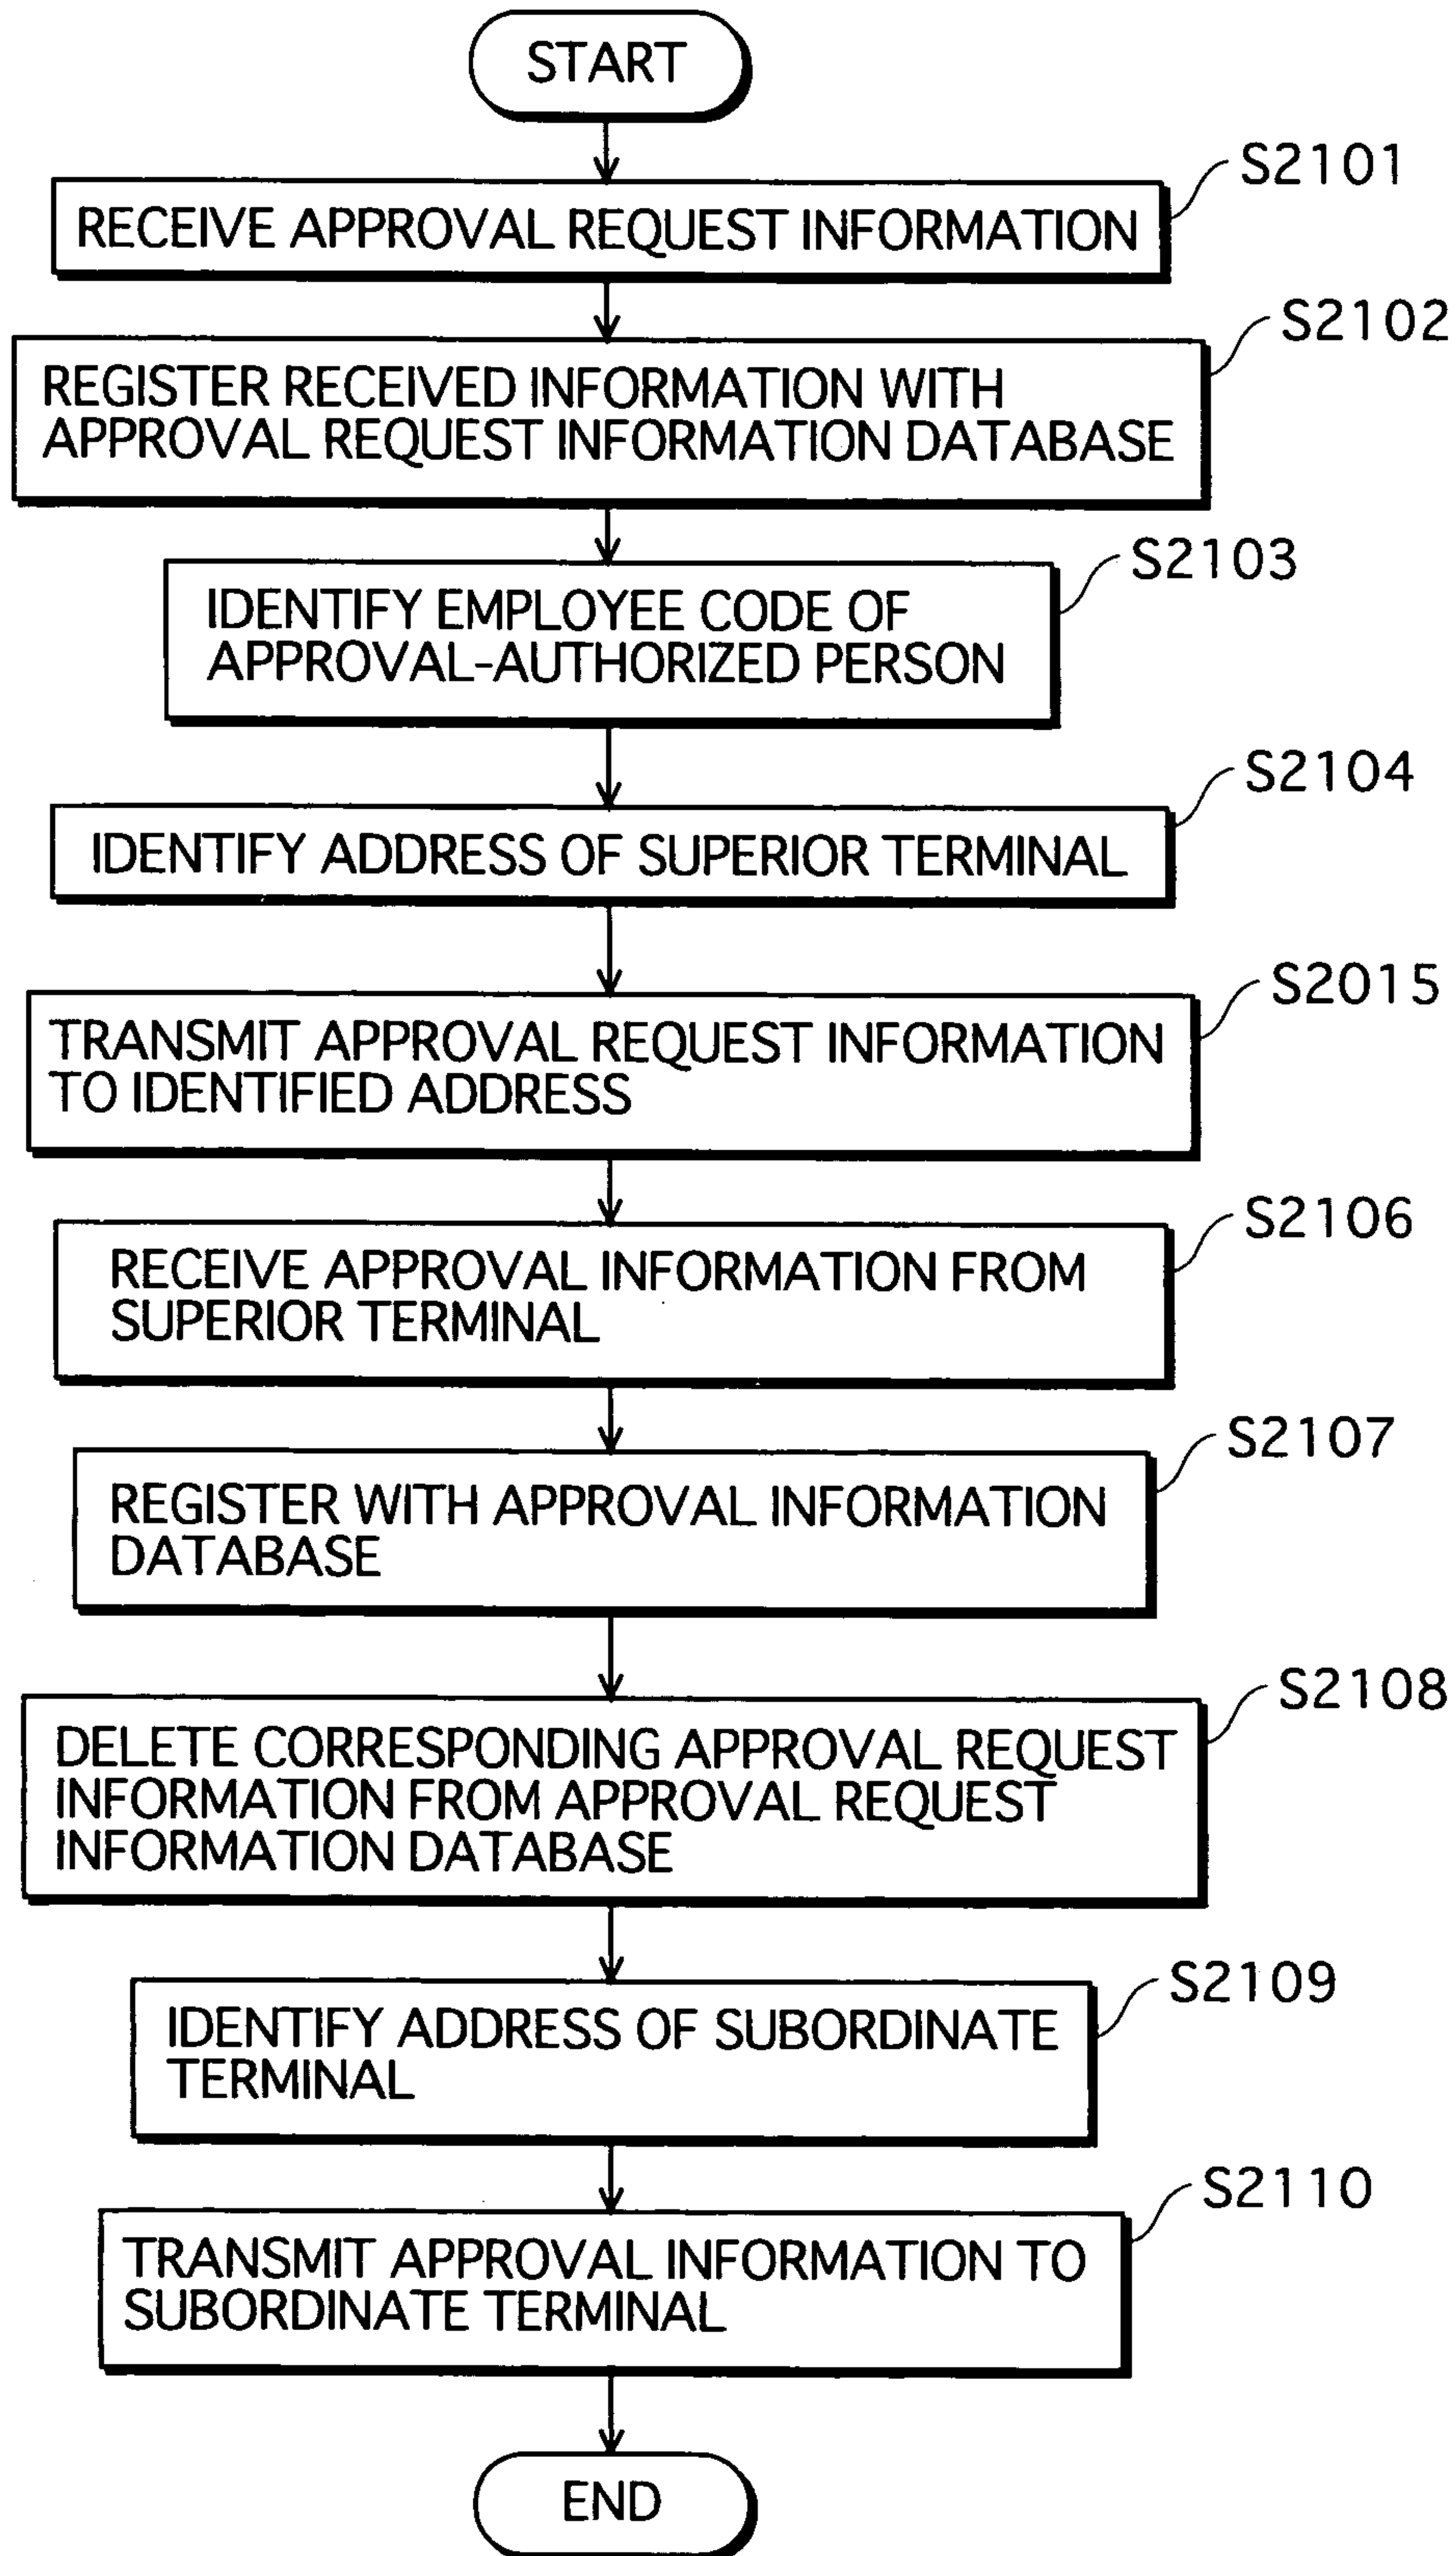 START
S2101
RECEIVE APPROVAL REQUEST INFORMATION
S2102
REGISTER RECEIVED INFORMATION WITH
APPROVAL REQUEST INFORMATION DATABASE
S2103
IDENTIFY EMPLOYEE CODE OF
APPROVAL-AUTHORIZED PERSON
S2104
IDENTIFY ADDRESS OF SUPERIOR TERMINAL
S2015
TRANSMIT APPROVAL REQUEST INFORMATION
TO IDENTIFIED ADDRESS
S2106
RECEIVE APPROVAL INFORMATION FROM
SUPERIOR TERMINAL
S2107
REGISTER WITH APPROVAL INFORMATION
DATABASE
S2108
DELETE CORRESPONDING APPROVAL REQUEST
INFORMATION FROM APPROVAL REQUEST
INFORMATION DATABASE
S2109
IDENTIFY ADDRESS OF SUBORDINATE
TERMINAL
S2110
TRANSMIT APPROVAL INFORMATION TO
SUBORDINATE TERMINAL
END